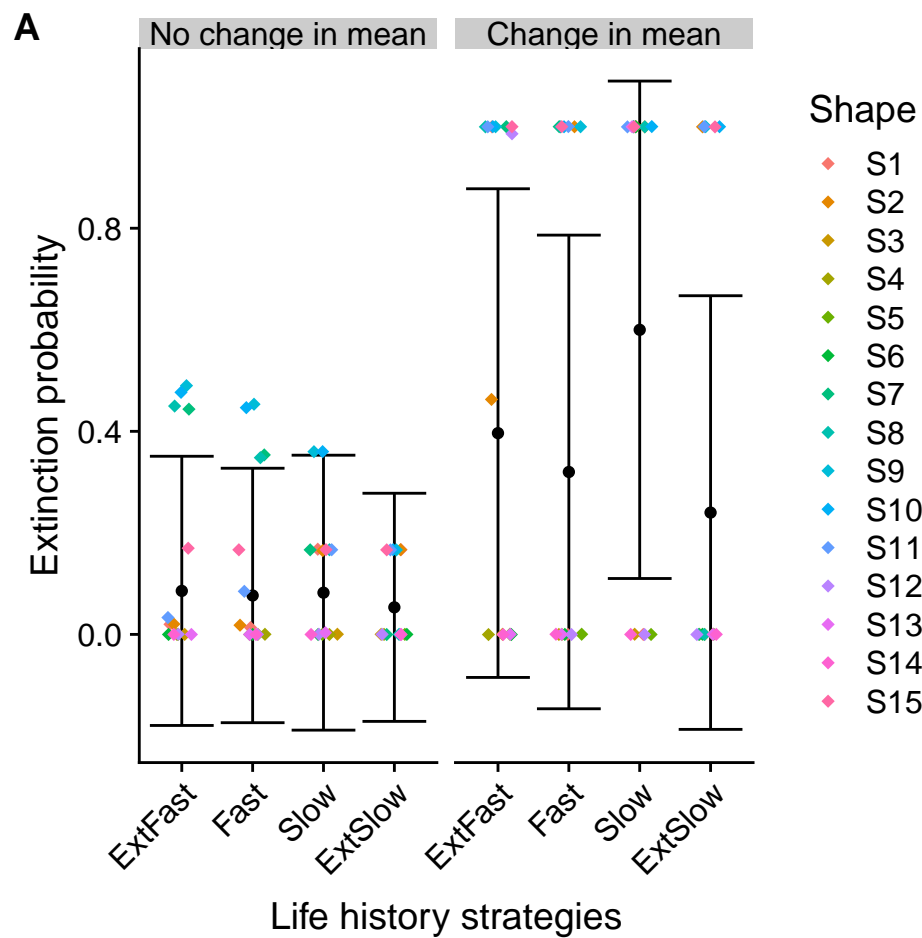 A
No change in mean
Change in mean
Extinction probability
0.8
0.4
0.0
ExtFast
Fast
Slow
ExtSlow
ExtFast
Fast
Slow
ExtSlow
Life history strategies
Shape
S1
S2
S3
S4
S5
S6
S7
S8
S9
S10
S11
S12
S13
S14
S15